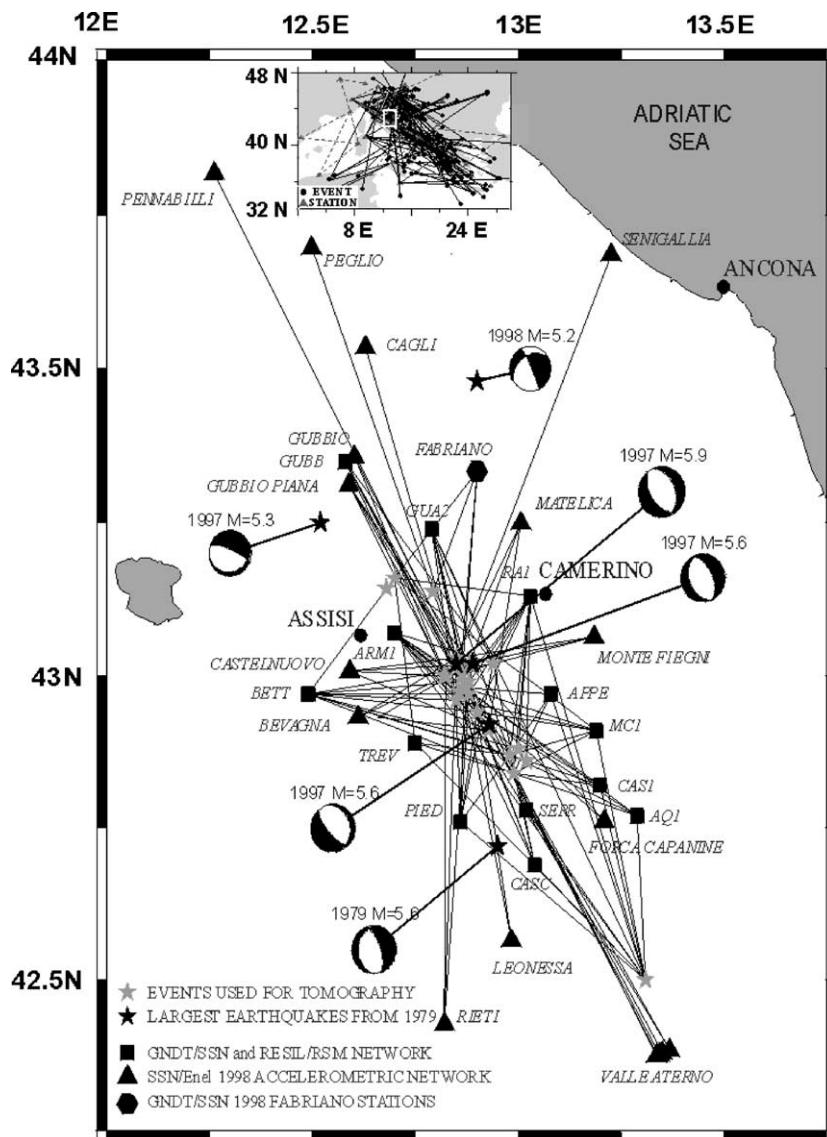 12E 12.5E 13E 13.5E
44N
48 N
40 N
32 N
EVENT
STATION
8 E 24 E
ADRIATIC
SEA
PENNABILLI
PEGLIO
SENIGALLIA
ANCONA
CAGLI
1998 M=5.2
43.5N
GUBBIO
GUBB
FABRIANO
1997 M=5.9
GUBBIO PIANA
GUA2
MATELICA
1997 M=5.3
1997 M=5.6
RA1 CAMERINO
ASSISI
ARM1
CASTELNUOVO
MONTE FIEGNI
43N
BETT
APPE
BEVAGNA
MC1
TREV
CAS1
1997 M=5.6
PIED
SERR
AQ1
FORCA CAPANINE
CASC
1979 M=5.6
LEONESSA
42.5N
EVENTS USED FOR TOMOGRAPHY
LARGEST EARTHQUAKES FROM 1979
RIETI
GNDT/SSN and RESIL/RSM NETWORK
SSN/Enel 1998 ACCELEROMETRIC NETWORK
VALLE ATERNO
GNDT/SSN 1998 FABRIANO STATIONS